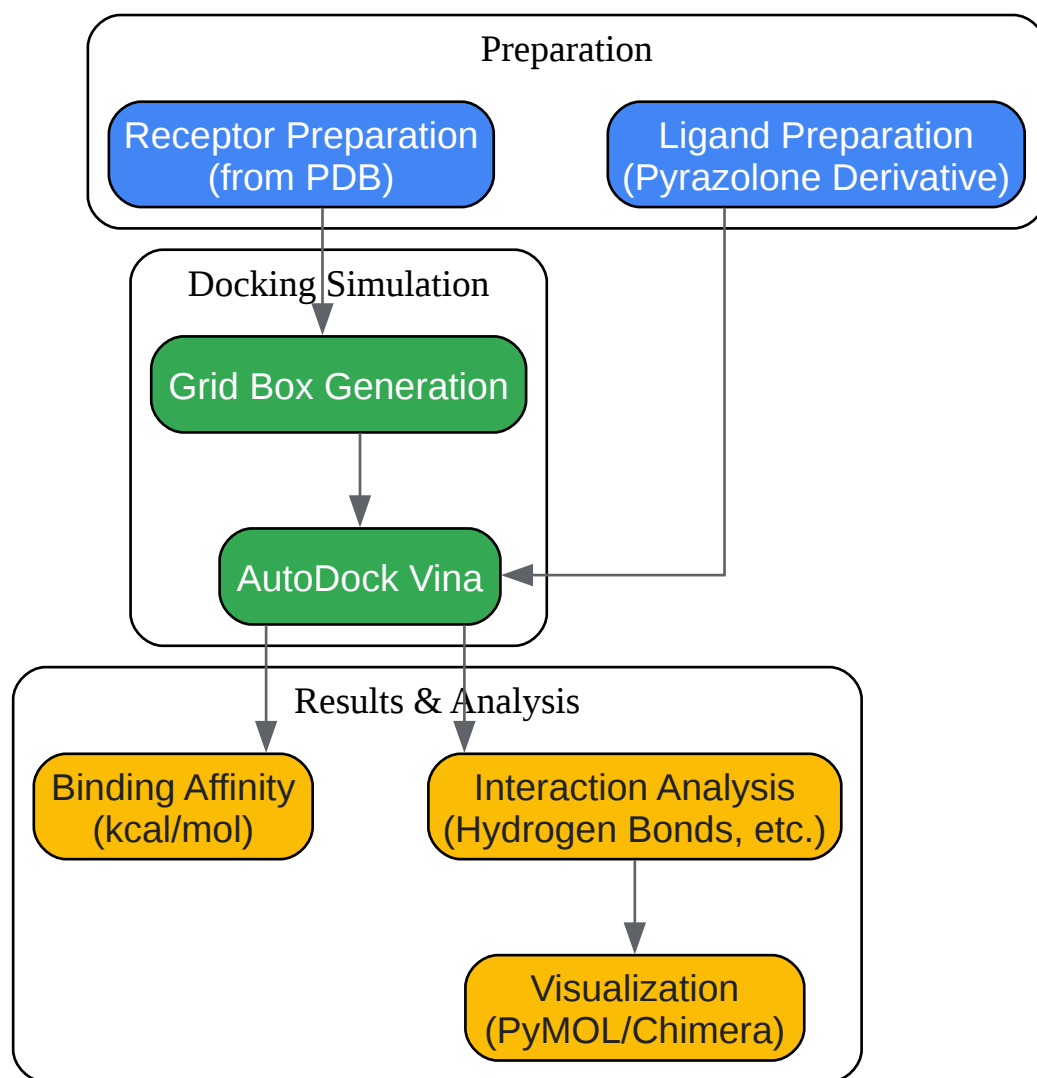 Preparation
Receptor Preparation
(from PDB)
Ligand Preparation
(Pyrazolone Derivative)
Docking Simulation
Grid Box Generation
AutoDock Vina
Results & Analysis
Binding Affinity
(kcal/mol)
Interaction Analysis
(Hydrogen Bonds, etc.)
Visualization
(PyMOL/Chimera)